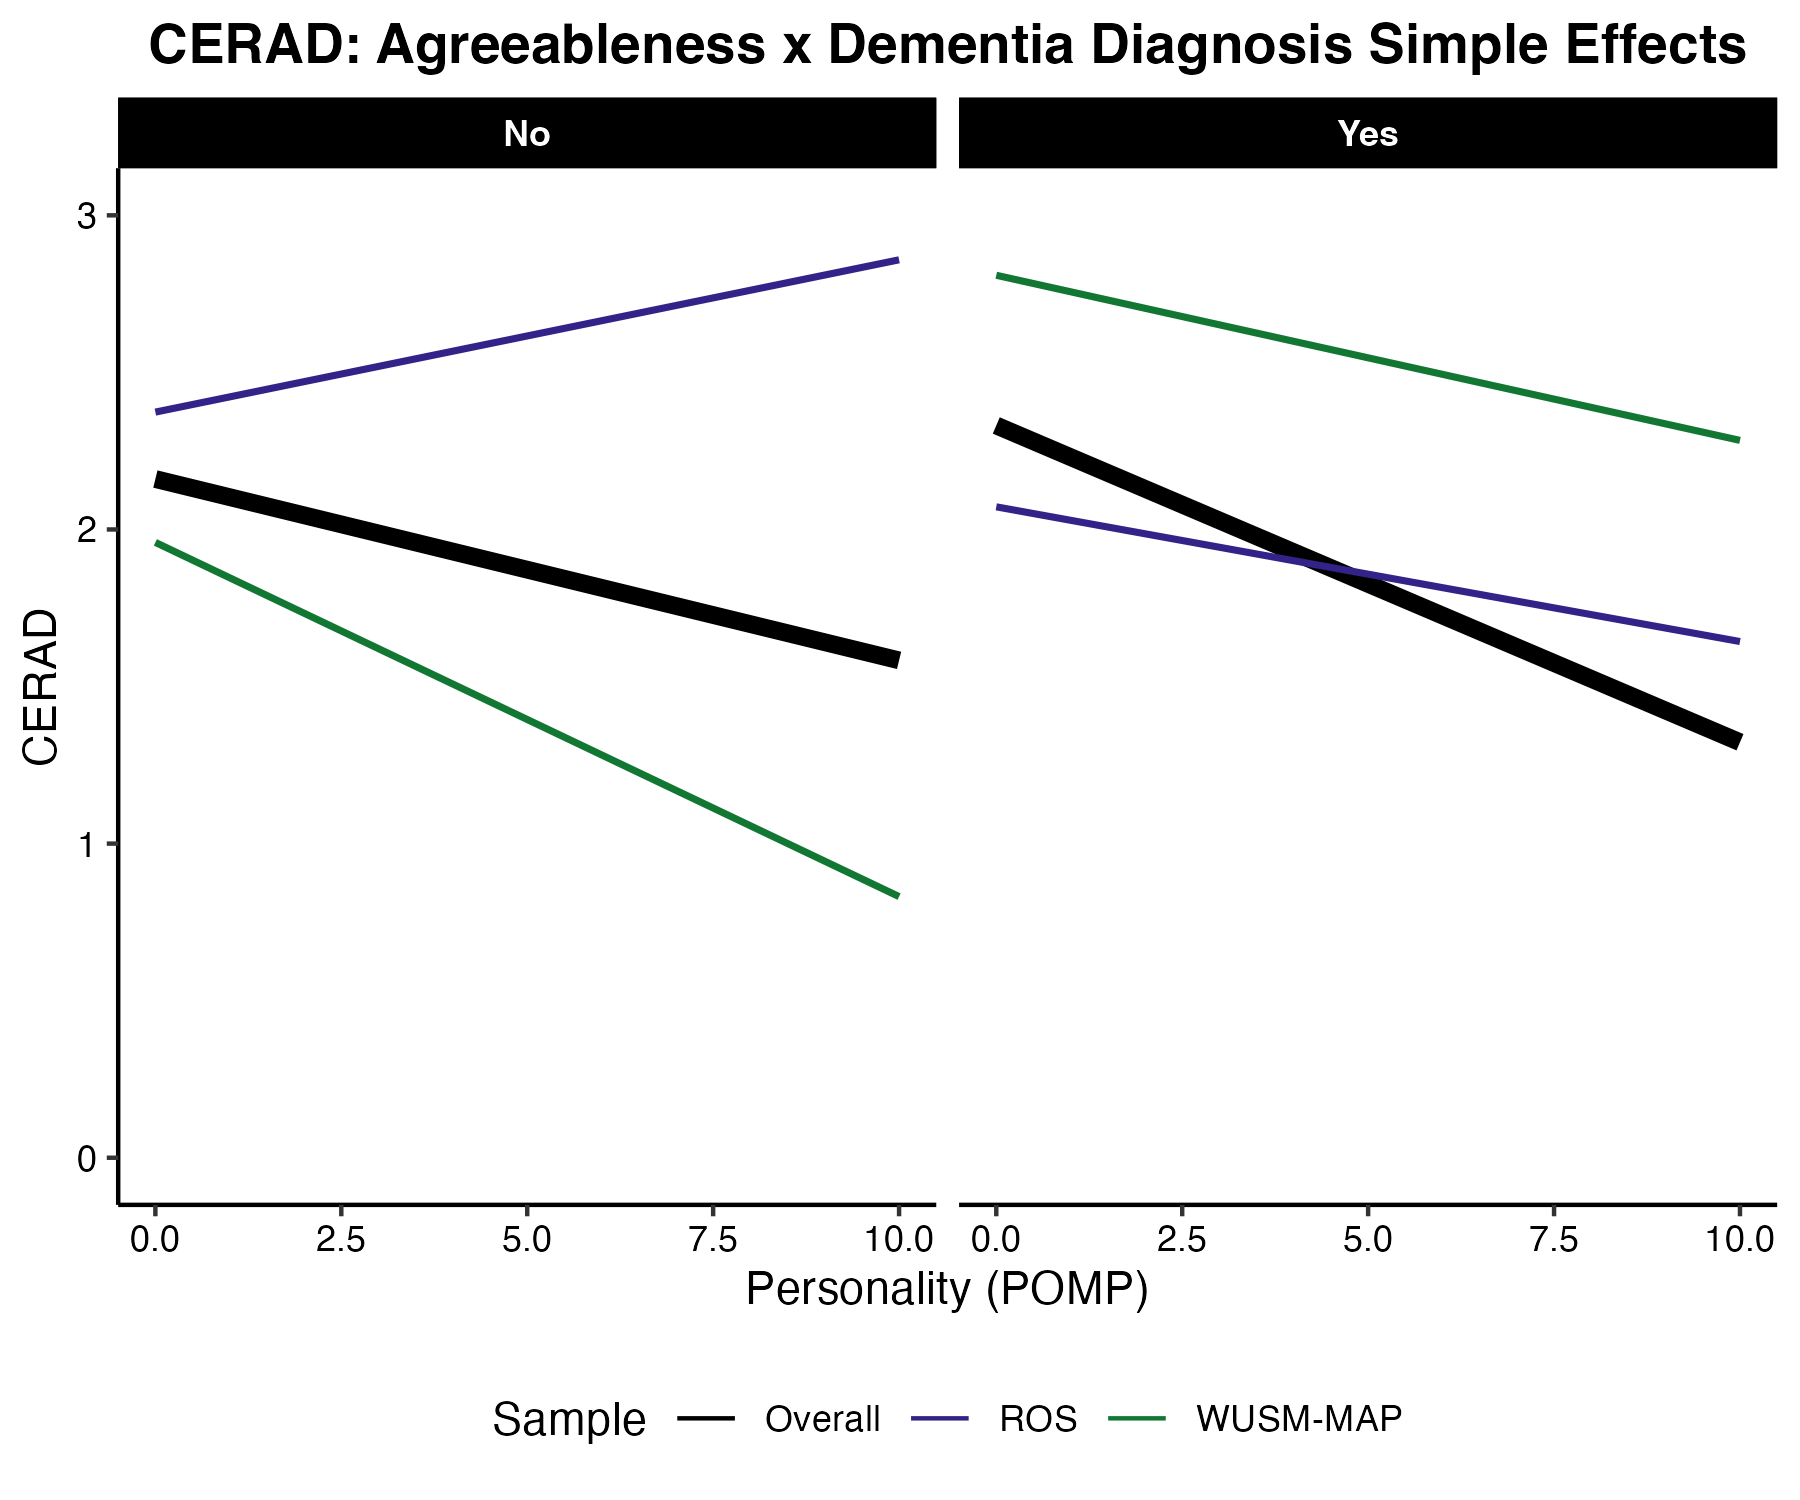 CERAD: Agreeableness x Dementia Diagnosis Simple Effects
No Yes
3
2
1
0
CERAD
0.0 2.5 5.0 7.5 10.0 0.0 2.5 5.0 7.5 10.0
Personality (POMP)
Sample Overall ROS WUSM-MAP